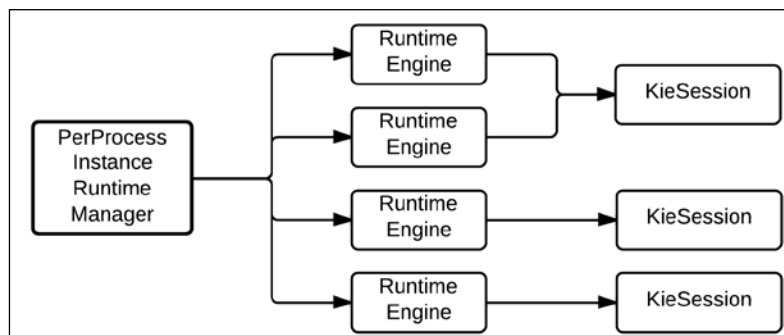 PerProcess
Instance
Runtime
Manager
Runtime
Engine
Runtime
Engine
Runtime
Engine
Runtime
Engine
KieSession
KieSession
KieSession